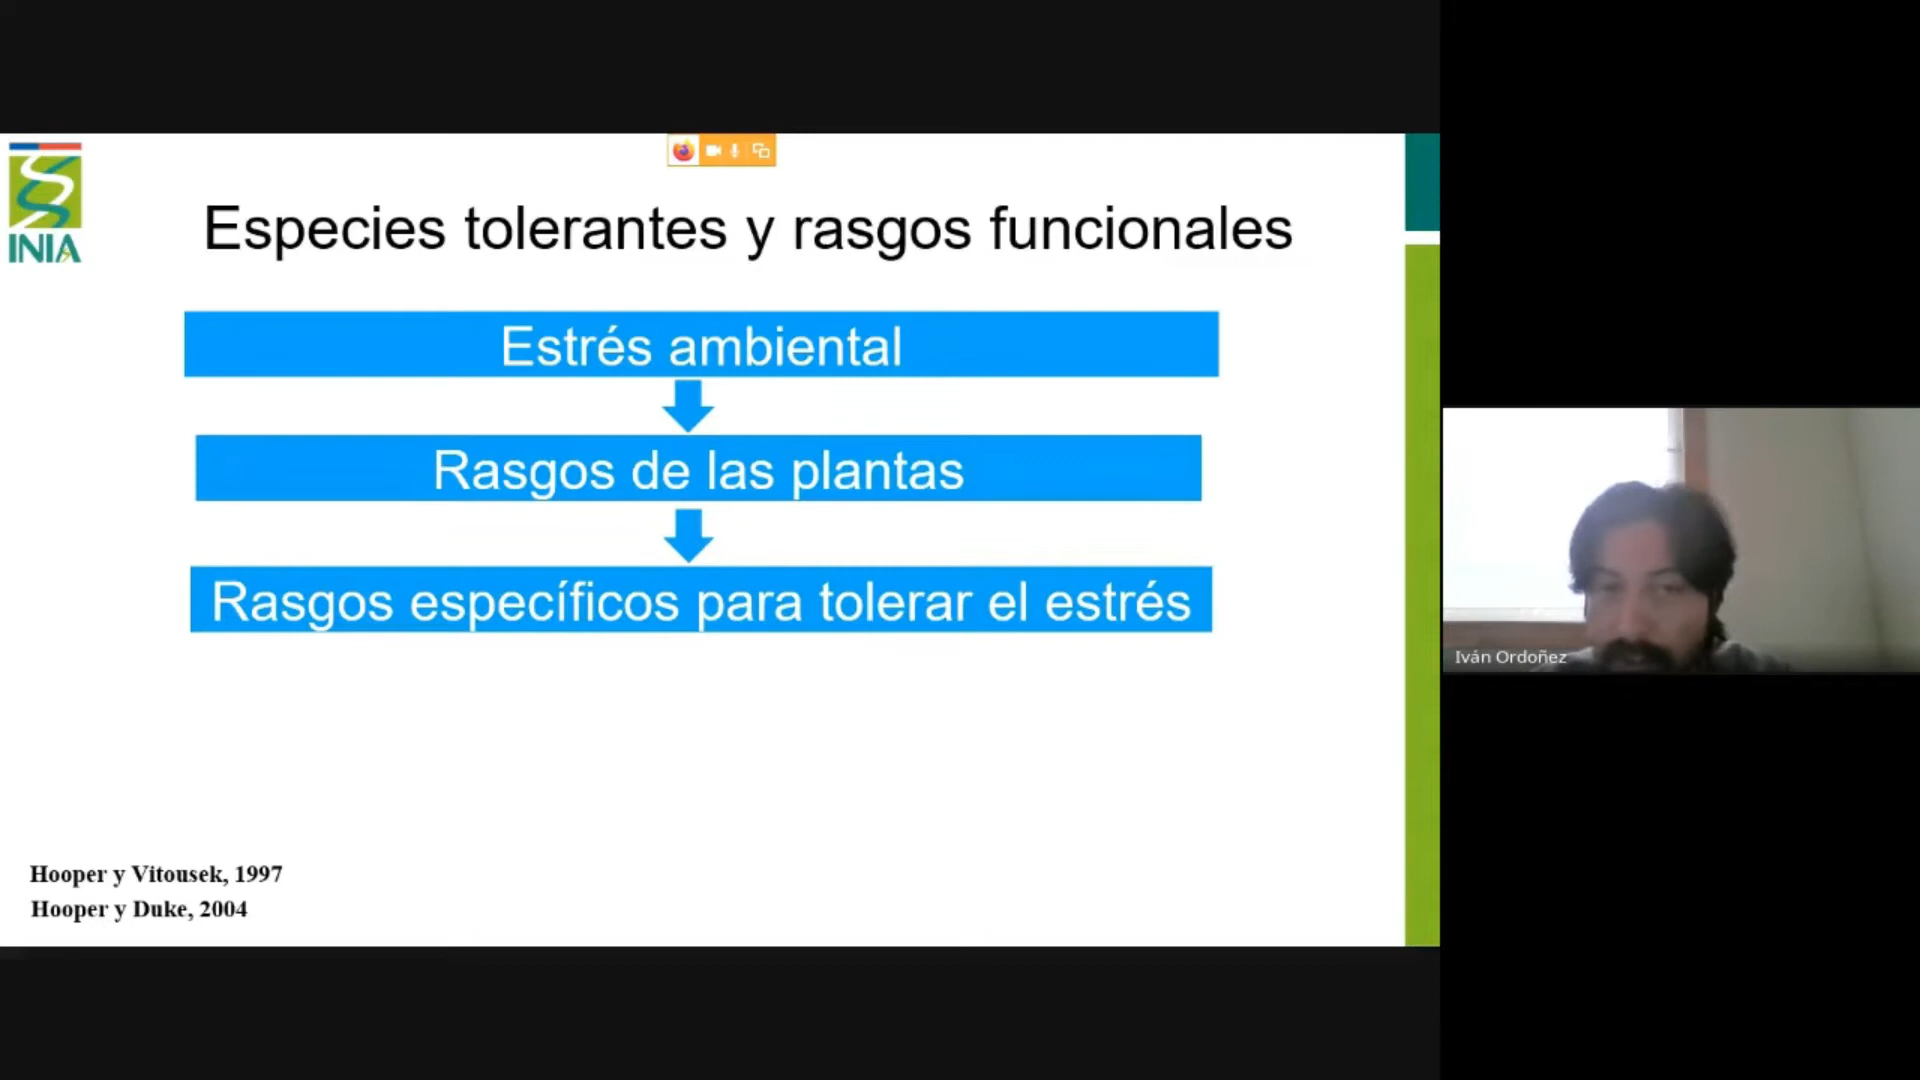 INIA
Especies tolerantes y rasgos funcionales
Estrés ambiental
Rasgos de las plantas
Rasgos específicos para tolerar el estrés
Hooper y Vitousek, 1997
Hooper y Duke, 2004
Iván Ordoñez